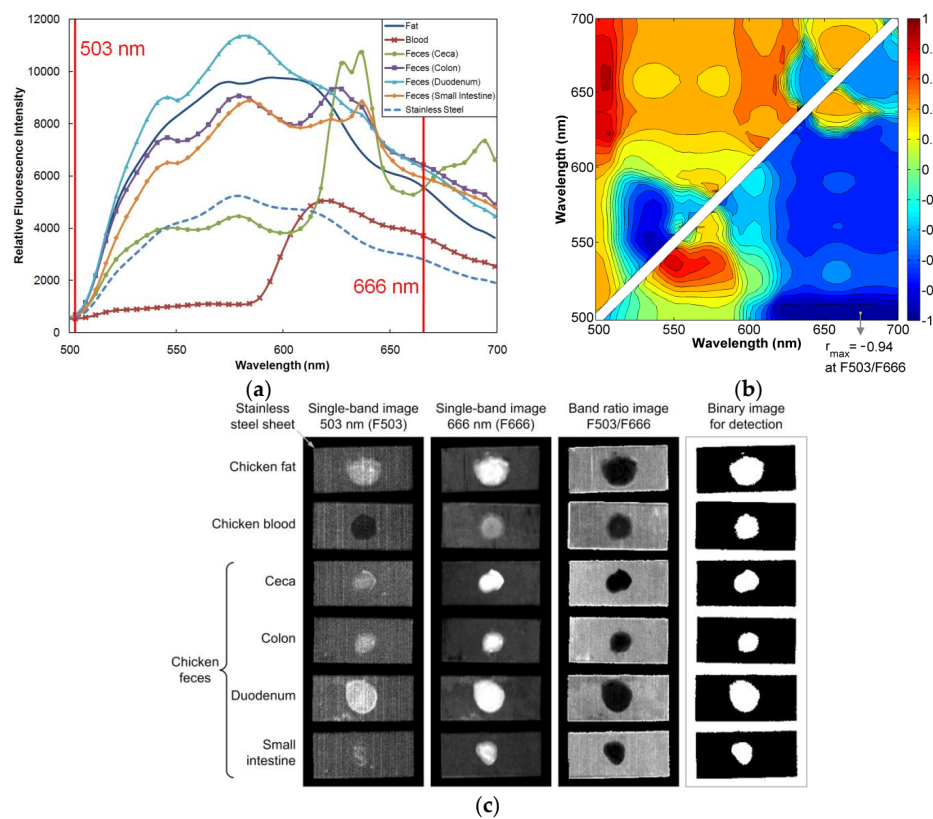 12000
10000
8000
6000
4000
2000
0
500
550
600
650
700
Relative Fluorescence Intensity
Wavelength (nm)
503 nm
666 nm
Fat
Blood
Feces (Ceca)
Feces (Colon)
Feces (Duodenum)
Feces (Small Intestine)
Stainless Steel
(a)
700
650
600
550
500
Wavelength (nm)
500
550
600
650
700
Wavelength (nm)
1
0
0
0
0
0
-0
-0
-0
-0
-1
r max = -0.94
at F503/F666
(b)
Stainless
steel sheet
Single-band image
503 nm (F503)
Single-band image
666 nm (F666)
Band ratio image
F503/F666
Binary image
for detection
Chicken fat
Chicken blood
Ceca
Colon
Chicken
feces
Duodenum
Small
intestine
(c)